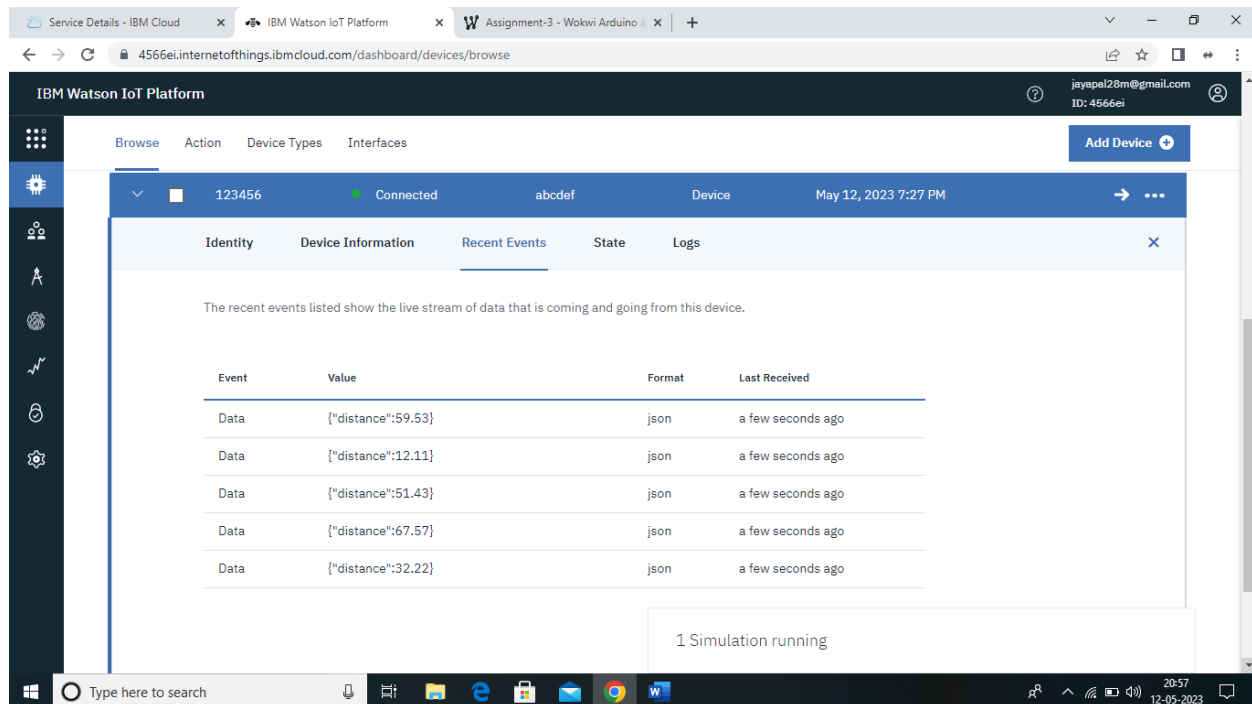 Service Details - IBM Cloud
IBM Watson IoT Platform
Assignment-3 - Wokwi Arduino
4566ei.internetofthings.ibmcloud.com/dashboard/devices/browse
IBM Watson IoT Platform
jayapal28m@gmail.com
ID: 4566ei
Browse Action Device Types Interfaces
Add Device
123456 Connected abcdef Device May 12, 2023 7:27 PM
Identity Device Information Recent Events State Logs
The recent events listed show the live stream of data that is coming and going from this device.
Event Value Format Last Received
Data {"distance":59.53} json a few seconds ago
Data {"distance":12.11} json a few seconds ago
Data {"distance":51.43} json a few seconds ago
Data {"distance":67.57} json a few seconds ago
Data {"distance":32.22} json a few seconds ago
1 Simulation running
Type here to search
20:57
12-05-2023